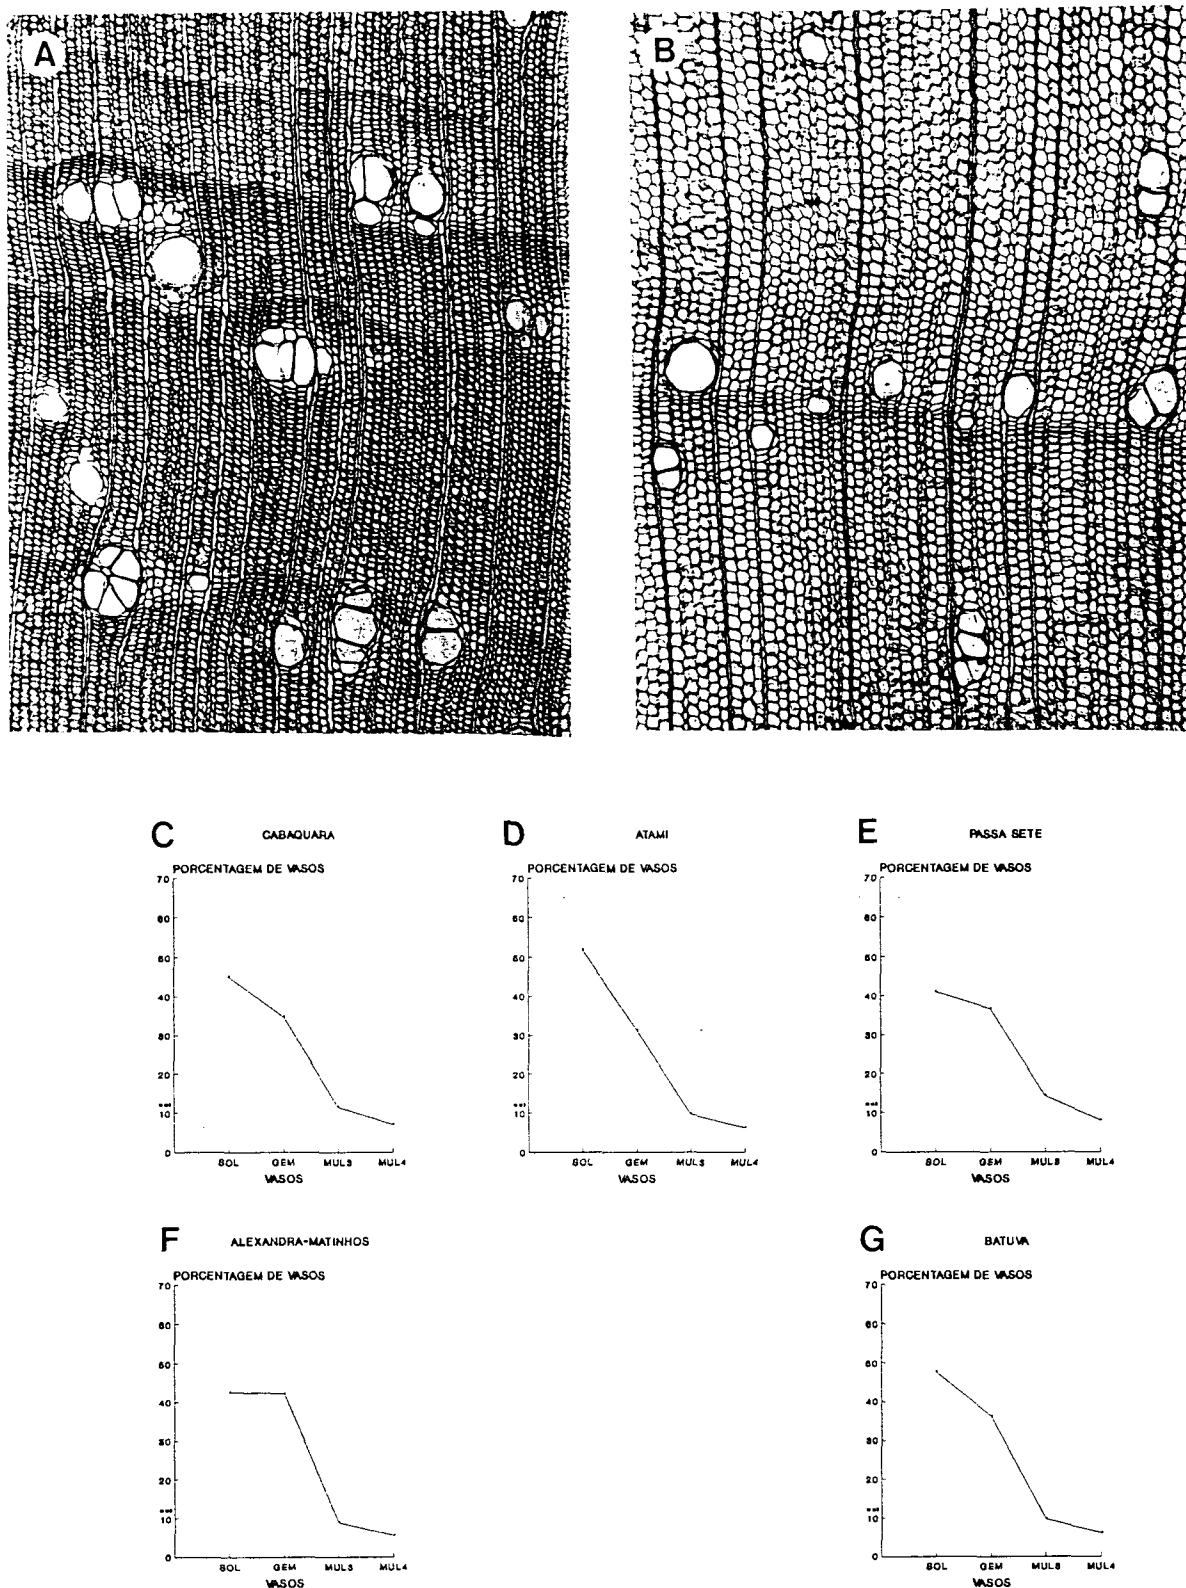 A
B
C CABAQUARA
PORCENTAGEM DE VASOS
70
60
50
40
30
20
10
0
SOL GEM MUL3 MUL4
VASOS
D ATAMI
PORCENTAGEM DE VASOS
70
60
50
40
30
20
10
0
SOL GEM MUL3 MUL4
VASOS
E PASSA SETE
PORCENTAGEM DE VASOS
70
60
50
40
30
20
10
0
SOL GEM MUL3 MUL4
VASOS
F ALEXANDRA-MATINHOS
PORCENTAGEM DE VASOS
70
60
50
40
30
20
10
0
SOL GEM MUL3 MUL4
VASOS
G BATUVA
PORCENTAGEM DE VASOS
70
60
50
40
30
20
10
0
SOL GEM MUL3 MUL4
VASOS